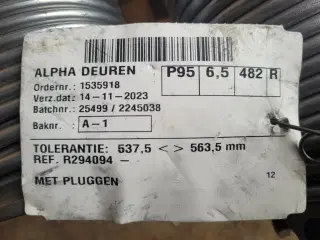 ALPHA DEUREN P95 6,5 482 R
Ordernr.: 1535918
Verz.dat: 14-11-2023
Batchnr.: 25499 / 2245038
Baknr.: A-1
TOLERANTIE: 537,5 <> 563,5 mm
REF. R294094 -
MET PLUGGEN
12